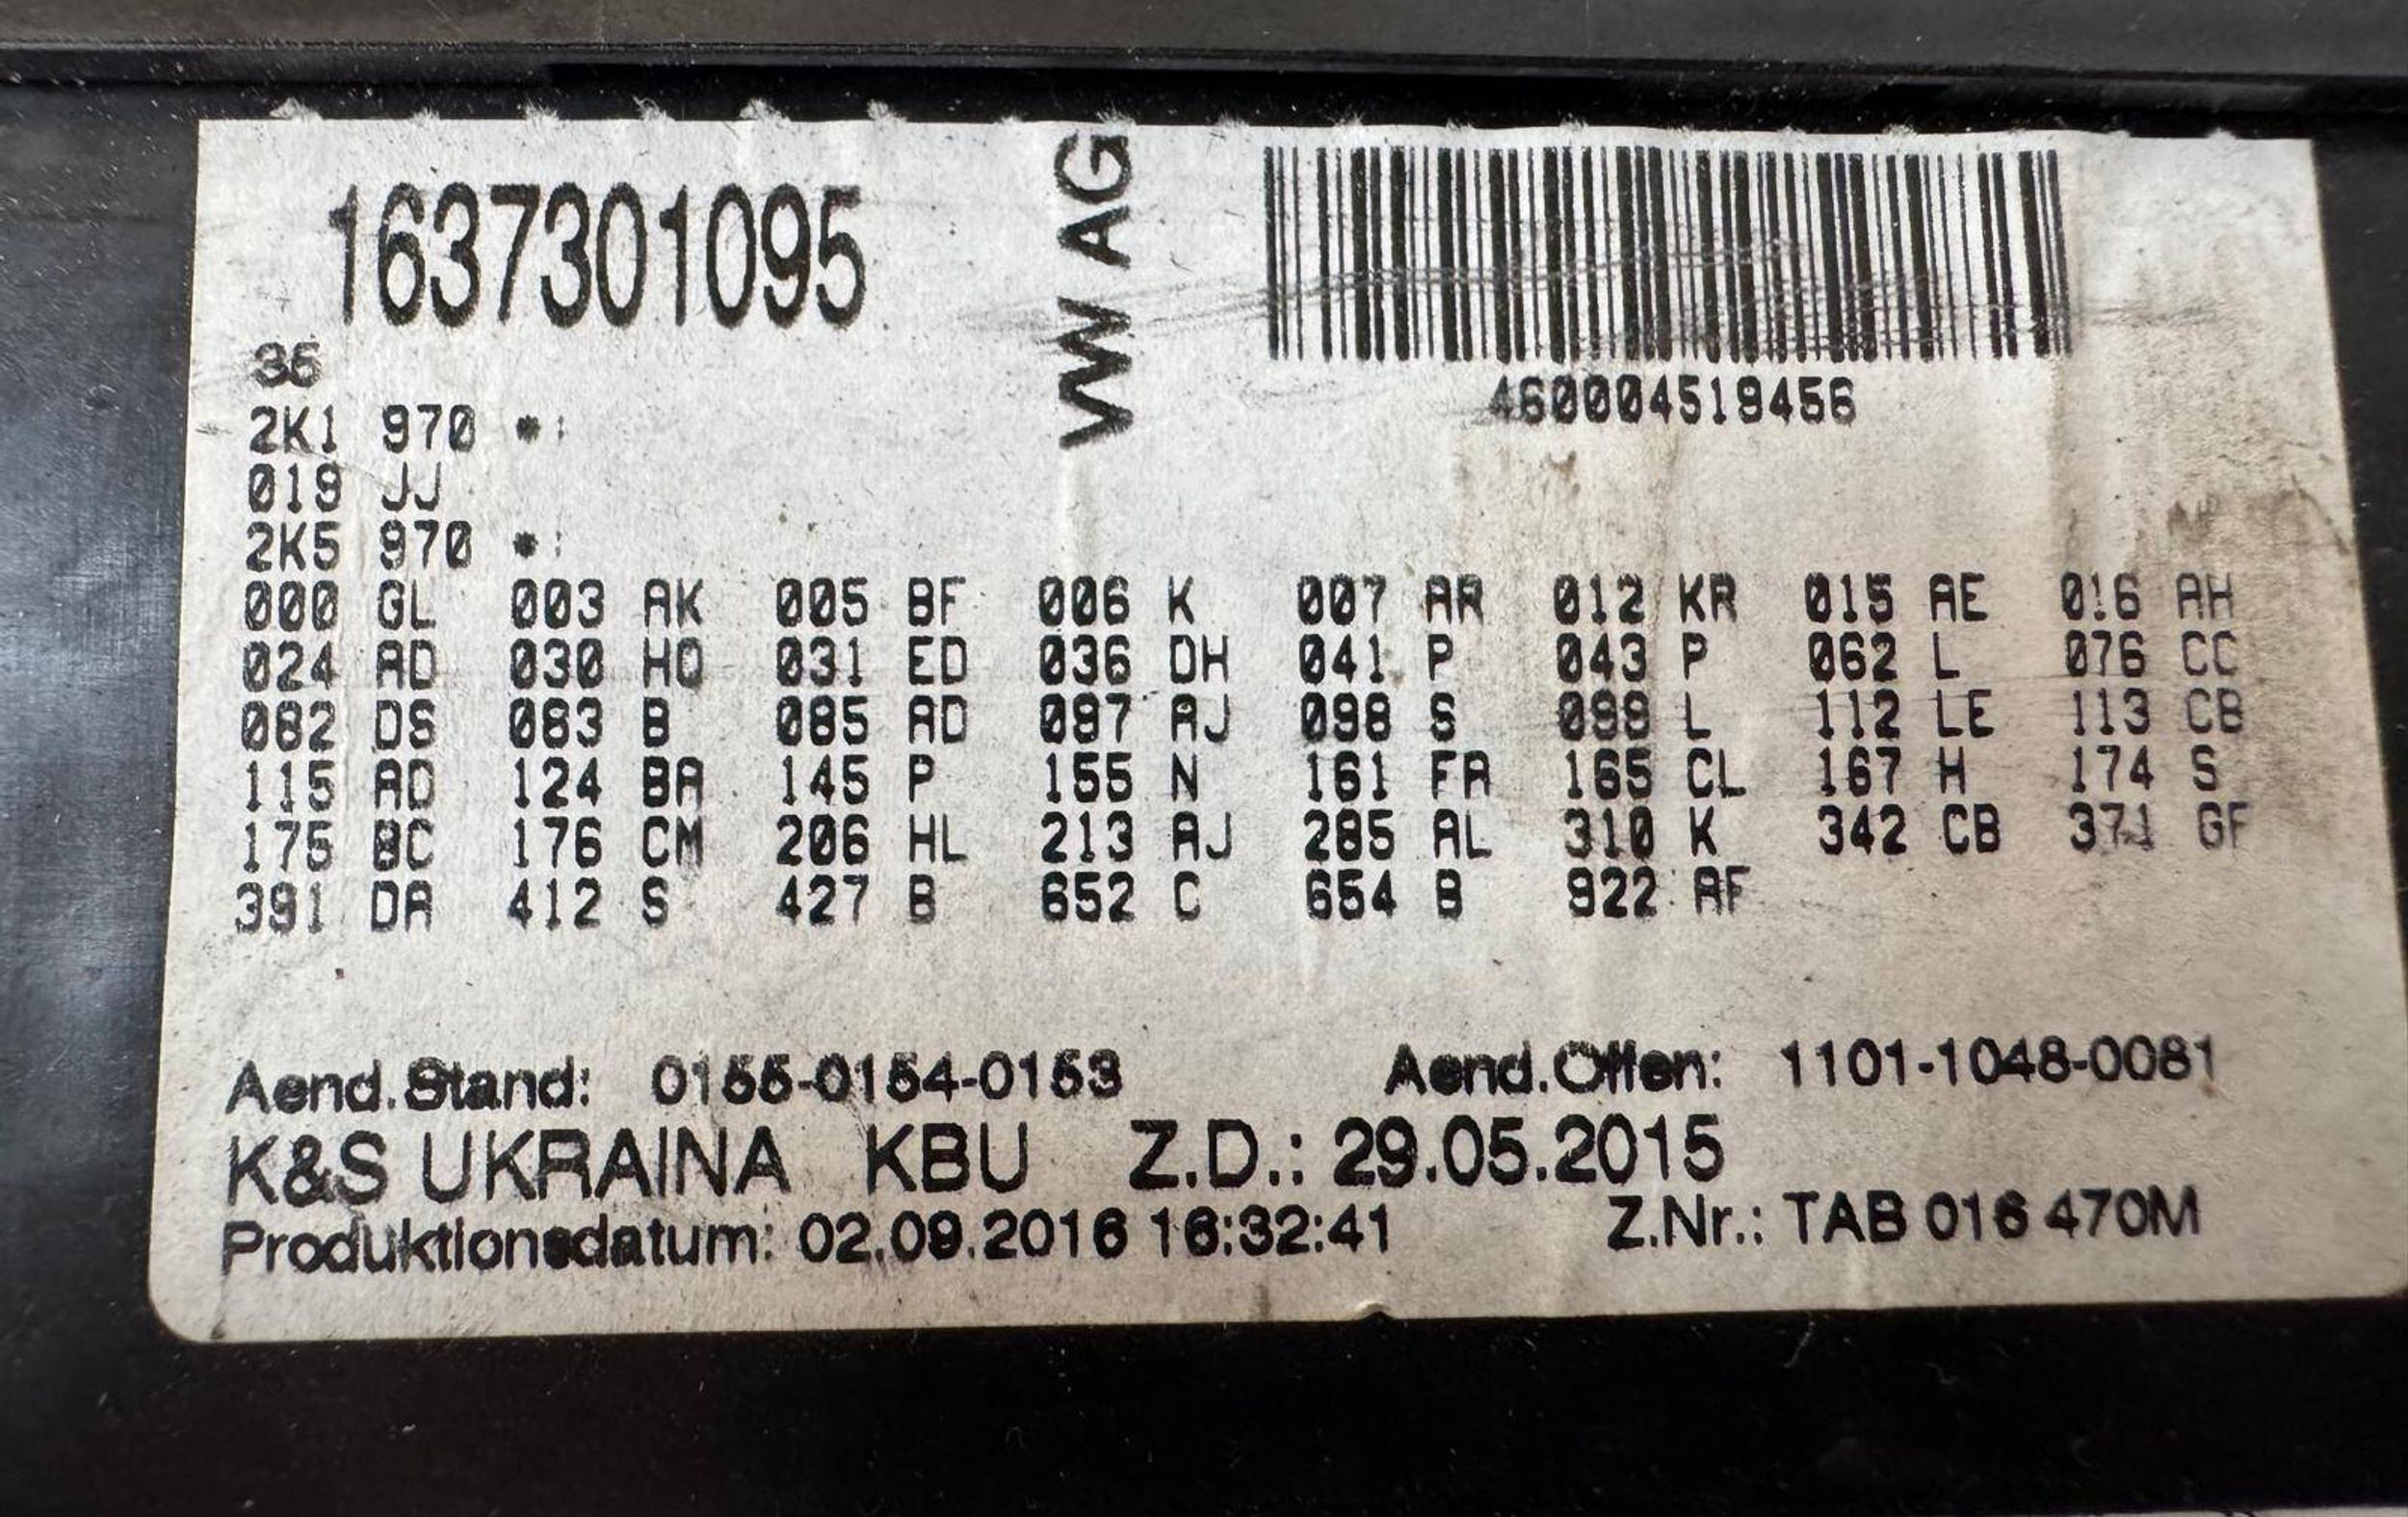 1637301095
VW AG
460004519456
36
2K1 970 *:
019 JJ
2K5 970 *:
000 GL 003 AK 005 BF 006 K 007 AR 012 KR 015 AE 016 AH
024 AD 030 HQ 031 ED 036 DH 041 P 043 P 062 L 076 CC
082 DS 083 B 085 AD 097 AJ 098 S 099 L 112 LE 113 CB
115 AD 124 BA 145 P 155 N 161 FA 165 CL 167 H 174 S
175 BC 176 CM 206 HL 213 AJ 285 AL 310 K 342 CB 371 GF
391 DA 412 S 427 B 652 C 654 B 922 AF
Aend.Stand: 0155-0154-0153 Aend.Offen: 1101-1048-0081
K&S UKRAINA KBU Z.D.: 29.05.2015
Produktionsdatum: 02.09.2016 16:32:41 Z.Nr.: TAB 016 470M